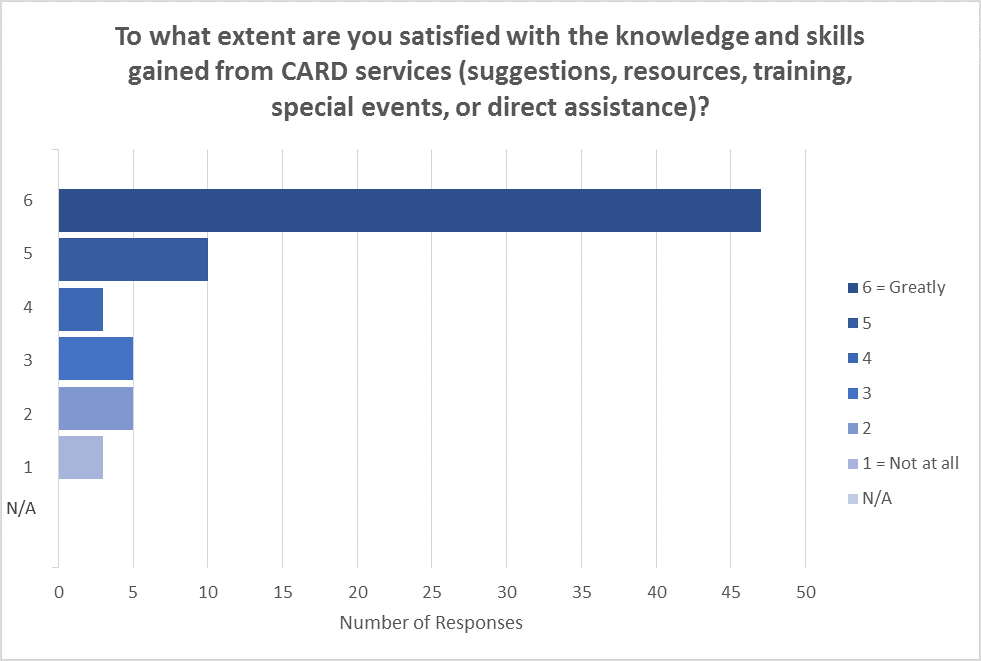 To what extent are you satisfied with the knowledge and skills
gained from CARD services (suggestions, resources, training,
special events, or direct assistance)?
6
5
4
3
2
1
N/A
6 = Greatly
5
4
3
2
1 = Not at all
N/A
0 5 10 15 20 25 30 35 40 45 50
Number of Responses